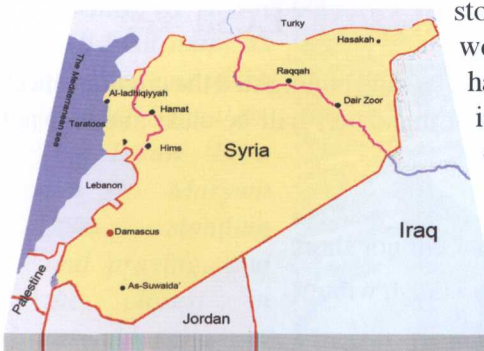 Turky
Hasakah
Raqqah
Dair Zoor
The Mediterranean sea
Al-ladhiqiyyah
Taratoos
Hamat
Hims
Syria
Lebanon
Damascus
Iraq
Palestine
As-Suwaida'
Jordan
sto
we
ha
i